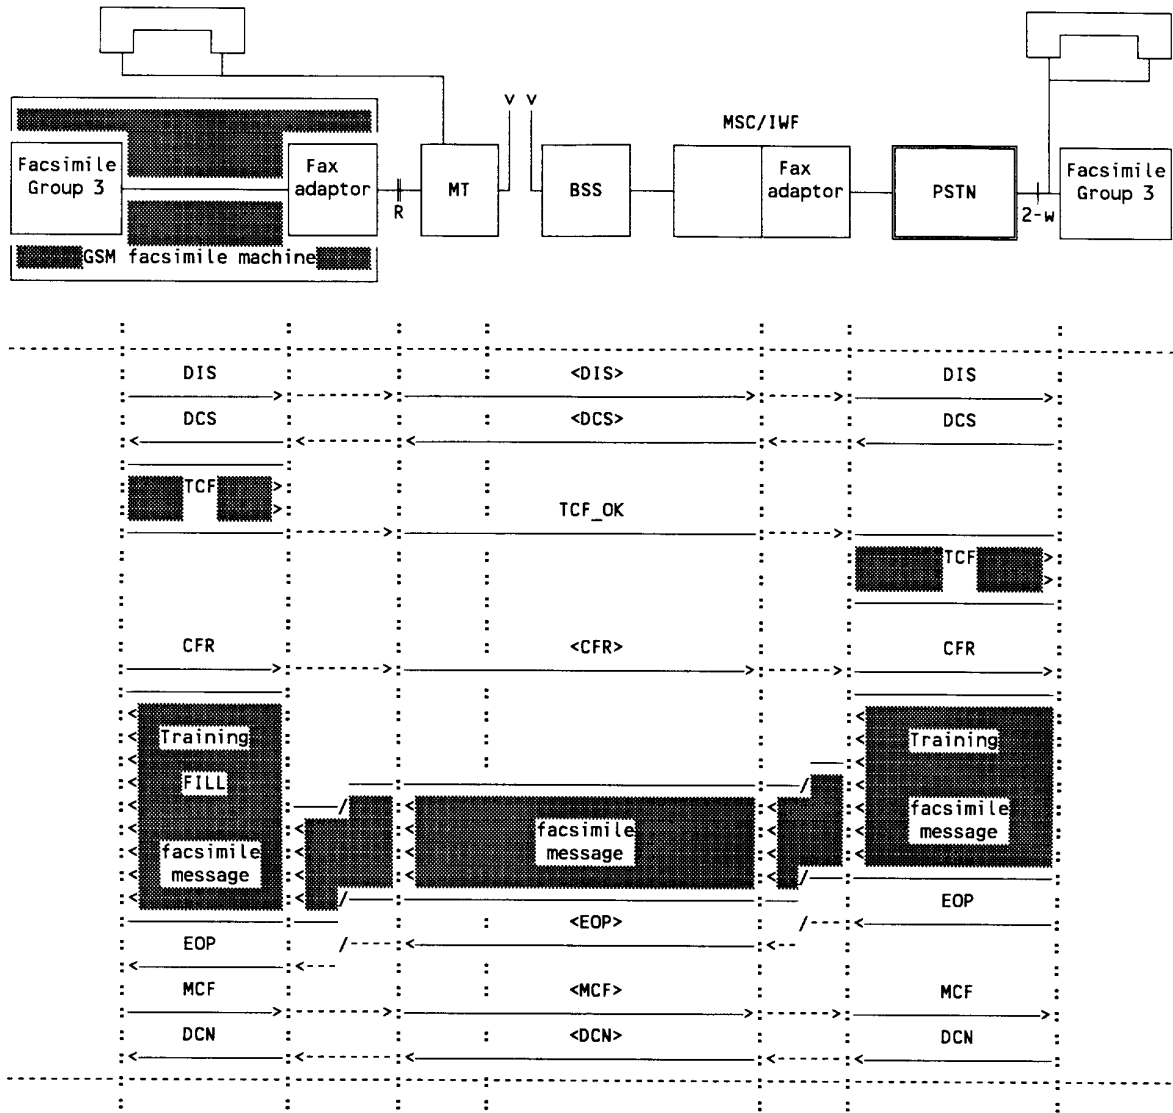 MSC/IWF
Facsimile
Group 3
Fax
adaptor
R
MT
BSS
Fax
adaptor
PSTN
2-w
Facsimile
Group 3
GSM facsimile machine
DIS <DIS> DIS
DCS <DCS> DCS
TCF
TCF_OK
TCF
CFR <CFR> CFR
Training
FILL
facsimile
message
facsimile
message
Training
facsimile
message
EOP <EOP> EOP
MCF <MCF> MCF
DCN <DCN> DCN